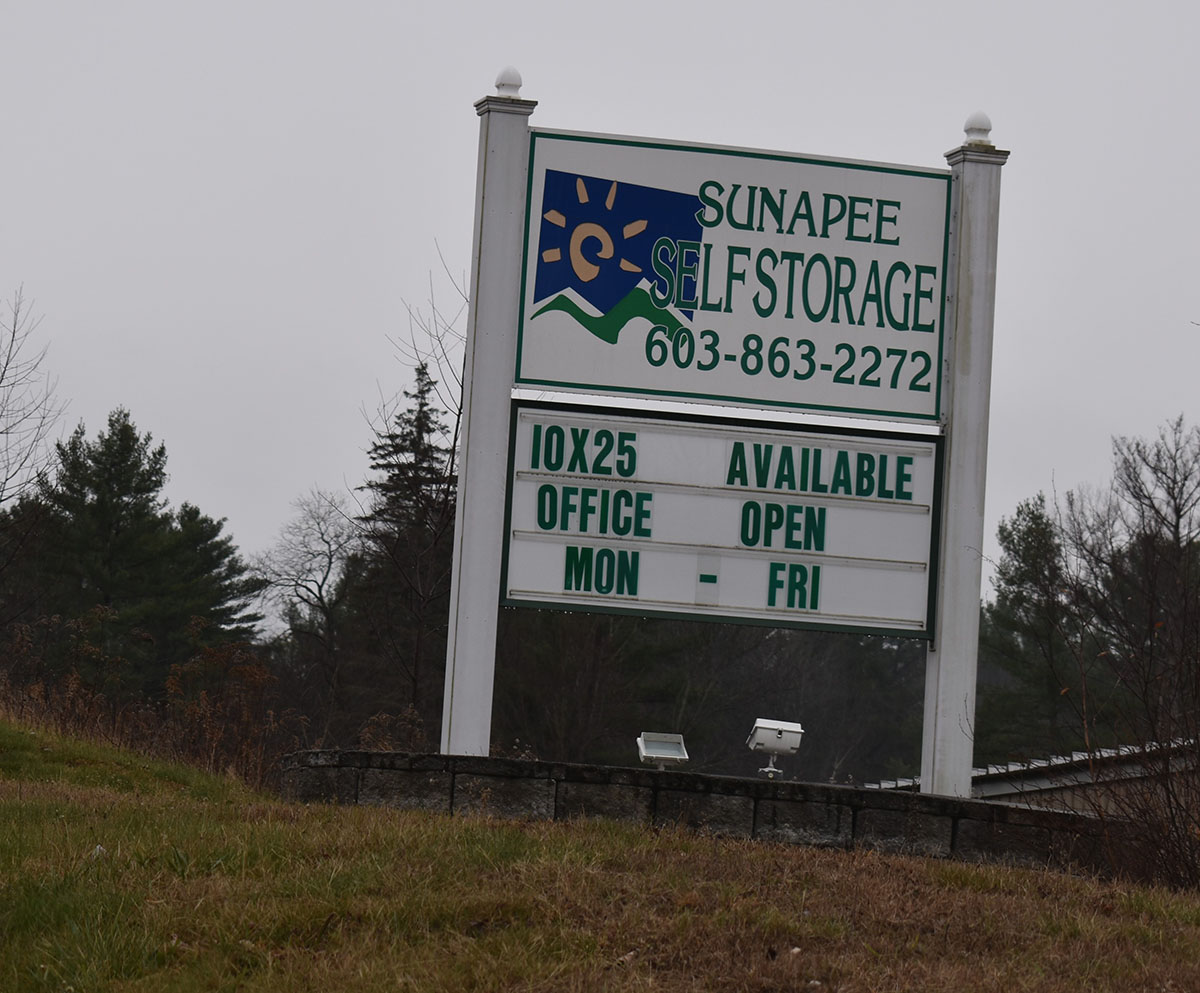 SUNAPEE
SELF STORAGE
603-863-2272
10X25 AVAILABLE
OFFICE OPEN
MON - FRI